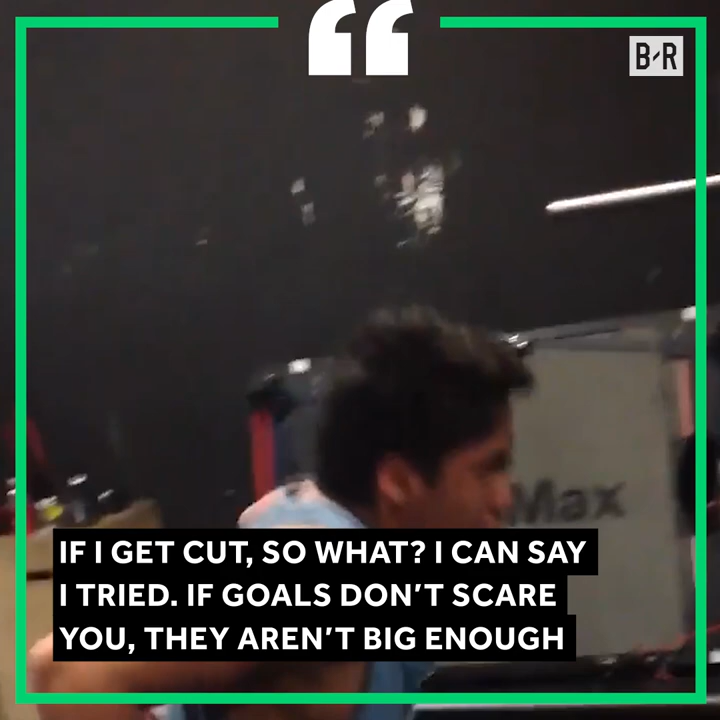 “
B/R
IF I GET CUT, SO WHAT? I CAN SAY
I TRIED. IF GOALS DON'T SCARE
YOU, THEY AREN'T BIG ENOUGH
Max